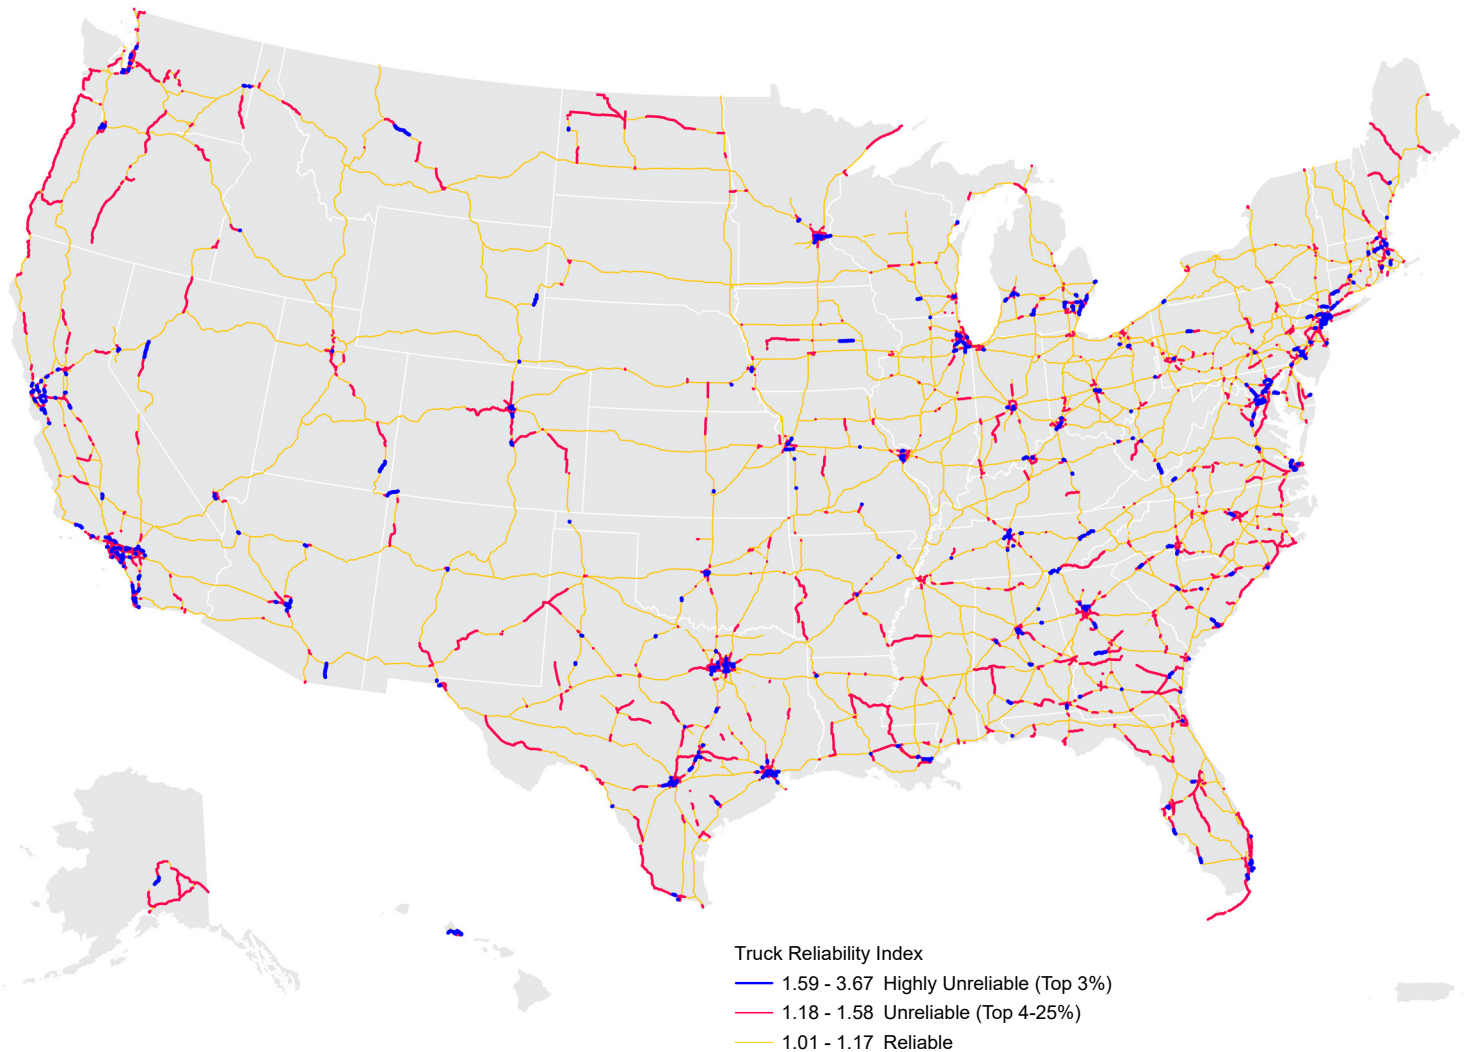 Truck Reliability Index
1.59 - 3.67 Highly Unreliable (Top 3%)
1.18 - 1.58 Unreliable (Top 4-25%)
1.01 - 1.17 Reliable